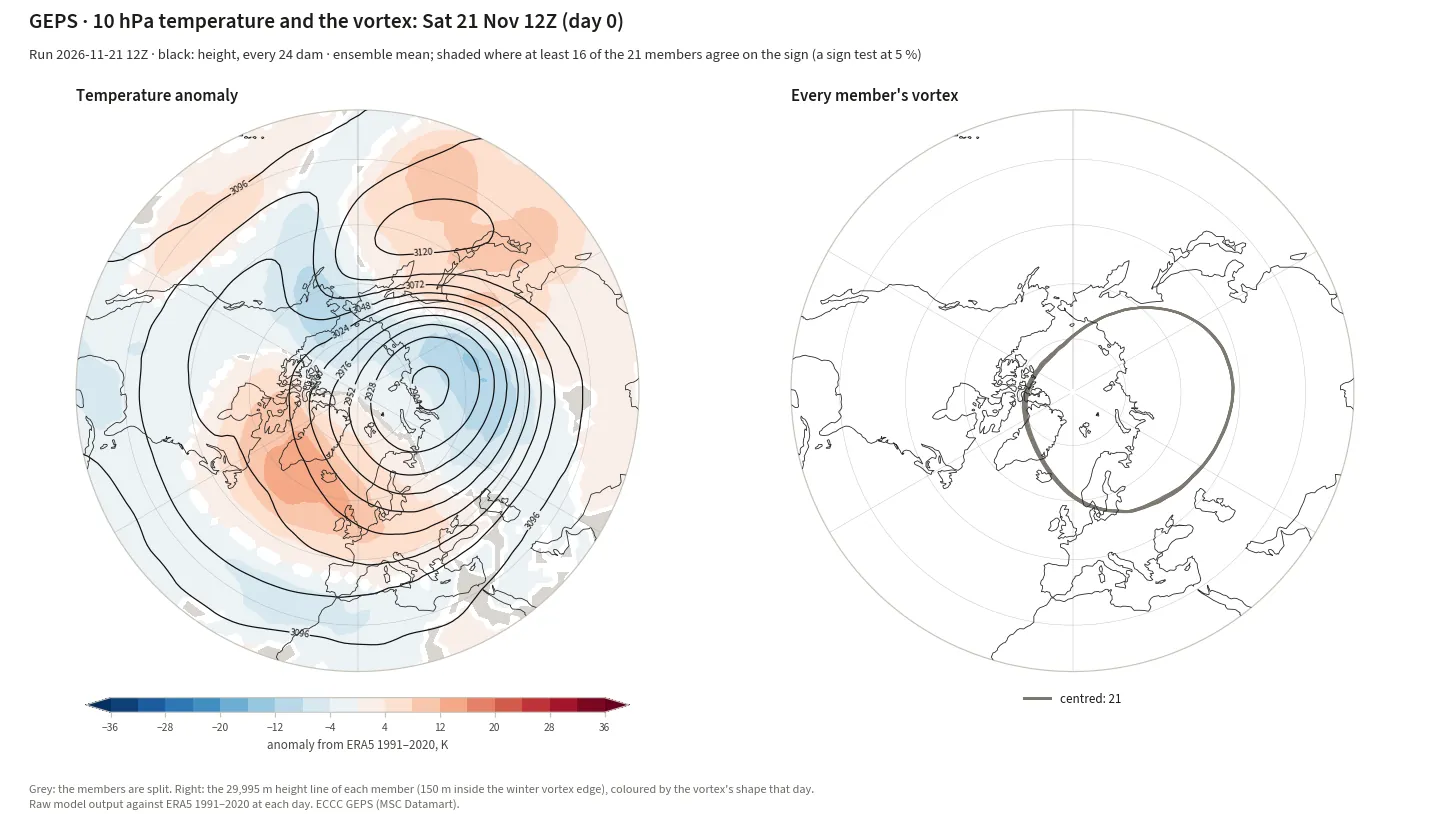 GEPS · 10 hPa temperature and the vortex: Sat 21 Nov 12Z (day 0)
Run 2026-11-21 12Z · black: height, every 24 dam · ensemble mean; shaded where at least 16 of the 21 members agree on the sign (a sign test at 5 %)
Temperature anomaly
Every member's vortex
3096
3120
3072
3048
3024
2976
2952
2928
2904
3096
3096
centred: 21
−36 −28 −20 −12 −4 4 12 20 28 36
anomaly from ERA5 1991–2020, K
Grey: the members are split. Right: the 29,995 m height line of each member (150 m inside the winter vortex edge), coloured by the vortex's shape that day.
Raw model output against ERA5 1991–2020 at each day. ECCC GEPS (MSC Datamart).